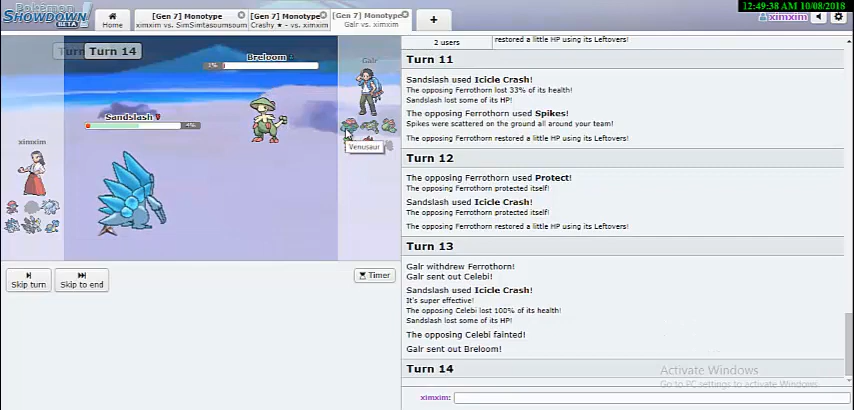 Pokémon
SHOWDOWN!
BETA
Home
[Gen 7] Monotype
ximxim vs. SimSimtasoumsoum
[Gen 7] Monotype
Crashy ★ - vs. ximxim
[Gen 7] Monotype
Galr vs. ximxim
+
12:49:38 AM 10/08/2018
ximxim
Turn 14
Breloom
1%
Galr
Venusaur
Sandslash
ximxim
Skip turn
Skip to end
Timer
2 users
restored a little HP using its Leftovers!
Turn 11
Sandslash used Icicle Crash!
The opposing Ferrothorn lost 33% of its health!
Sandslash lost some of its HP!
The opposing Ferrothorn used Spikes!
Spikes were scattered on the ground all around your team!
The opposing Ferrothorn restored a little HP using its Leftovers!
Turn 12
The opposing Ferrothorn used Protect!
The opposing Ferrothorn protected itself!
Sandslash used Icicle Crash!
The opposing Ferrothorn protected itself!
The opposing Ferrothorn restored a little HP using its Leftovers!
Turn 13
Galr withdrew Ferrothorn!
Galr sent out Celebi!
Sandslash used Icicle Crash!
It's super effective!
The opposing Celebi lost 100% of its health!
Sandslash lost some of its HP!
The opposing Celebi fainted!
Galr sent out Breloom!
Turn 14
Activate Windows
Go to PC settings to activate Windows.
ximxim: